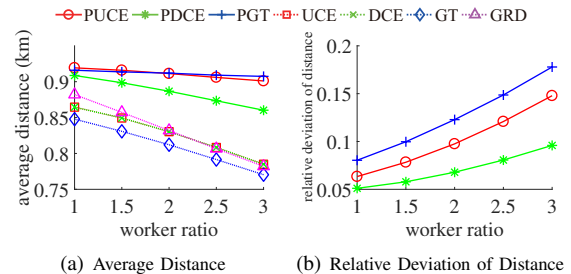 PUCE PDCE PGT UCE DCE GT GRD
average distance (km)
0.9
0.85
0.8
0.75
1 1.5 2 2.5 3
worker ratio
(a) Average Distance
relative deviation of distance
0.2
0.15
0.1
0.05
1 1.5 2 2.5 3
worker ratio
(b) Relative Deviation of Distance